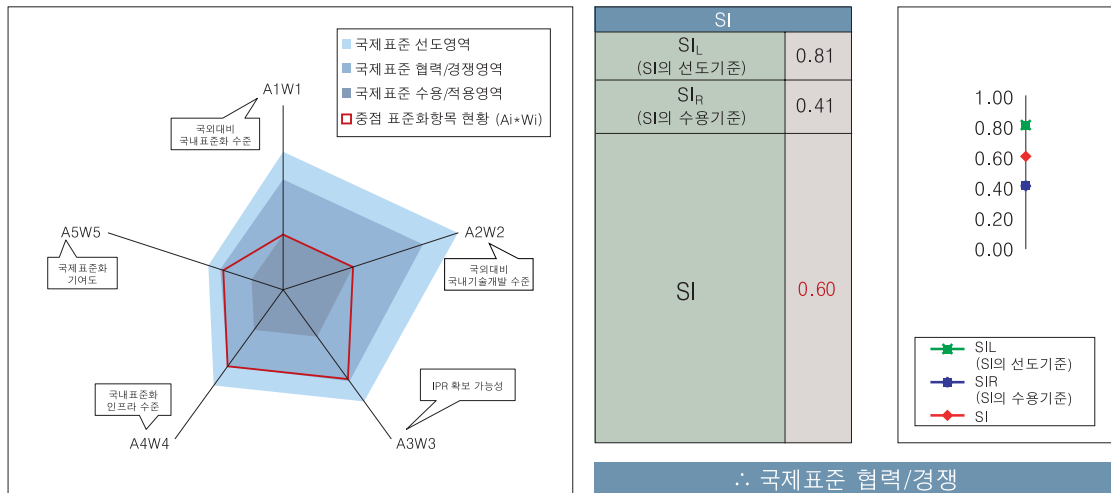 국제표준 선도영역
국제표준 협력/경쟁영역
국제표준 수용/적용영역
중점 표준화항목 현황 (Ai*Wi)
A1W1
국외대비
국내표준화 수준
A2W2
국외대비
국내기술개발 수준
A3W3
IPR 확보 가능성
A4W4
국내표준화
인프라 수준
A5W5
국제표준화
기여도
SI
SIL
(SI의 선도기준)
0.81
SIR
(SI의 수용기준)
0.41
SI
0.60
1.00
0.80
0.60
0.40
0.20
0.00
SIL
(SI의 선도기준)
SIR
(SI의 수용기준)
SI
∴ 국제표준 협력/경쟁